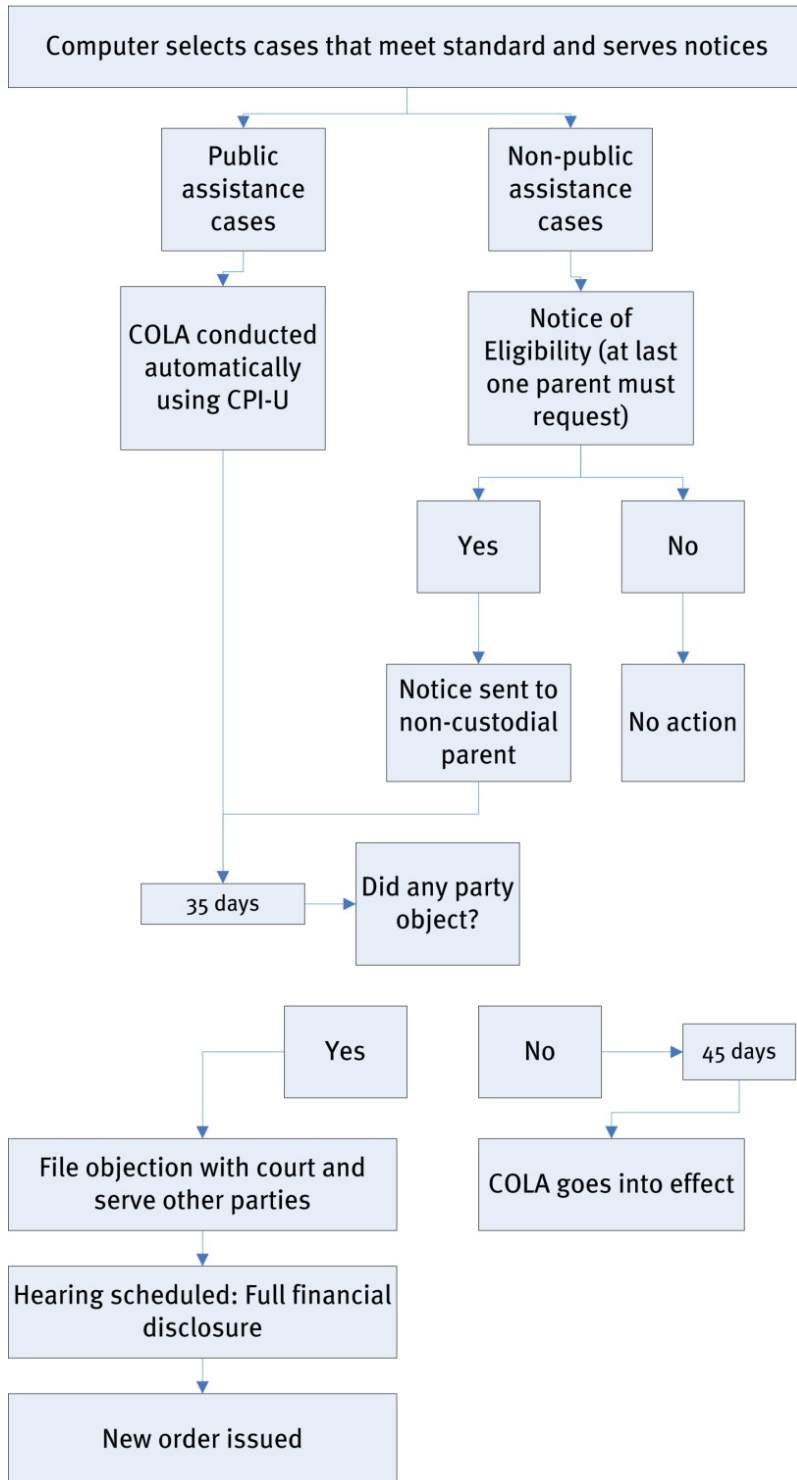 Computer selects cases that meet standard and serves notices
Public
assistance
cases
Non-public
assistance
cases
COLA conducted
automatically
using CPI-U
Notice of
Eligibility (at last
one parent must
request)
Yes
No
Notice sent to
non-custodial
parent
No action
35 days
Did any party
object?
Yes
No
45 days
File objection with court and
serve other parties
COLA goes into effect
Hearing scheduled: Full financial
disclosure
New order issued